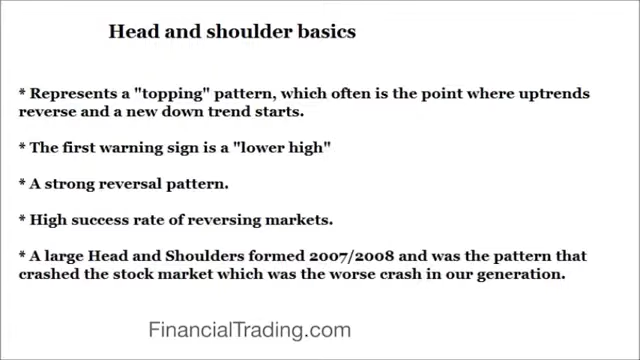 Head and shoulder basics
* Represents a "topping" pattern, which often is the point where uptrends
reverse and a new down trend starts.
* The first warning sign is a "lower high"
* A strong reversal pattern.
* High success rate of reversing markets.
* A large Head and Shoulders formed 2007/2008 and was the pattern that
crashed the stock market which was the worse crash in our generation.
FinancialTrading.com